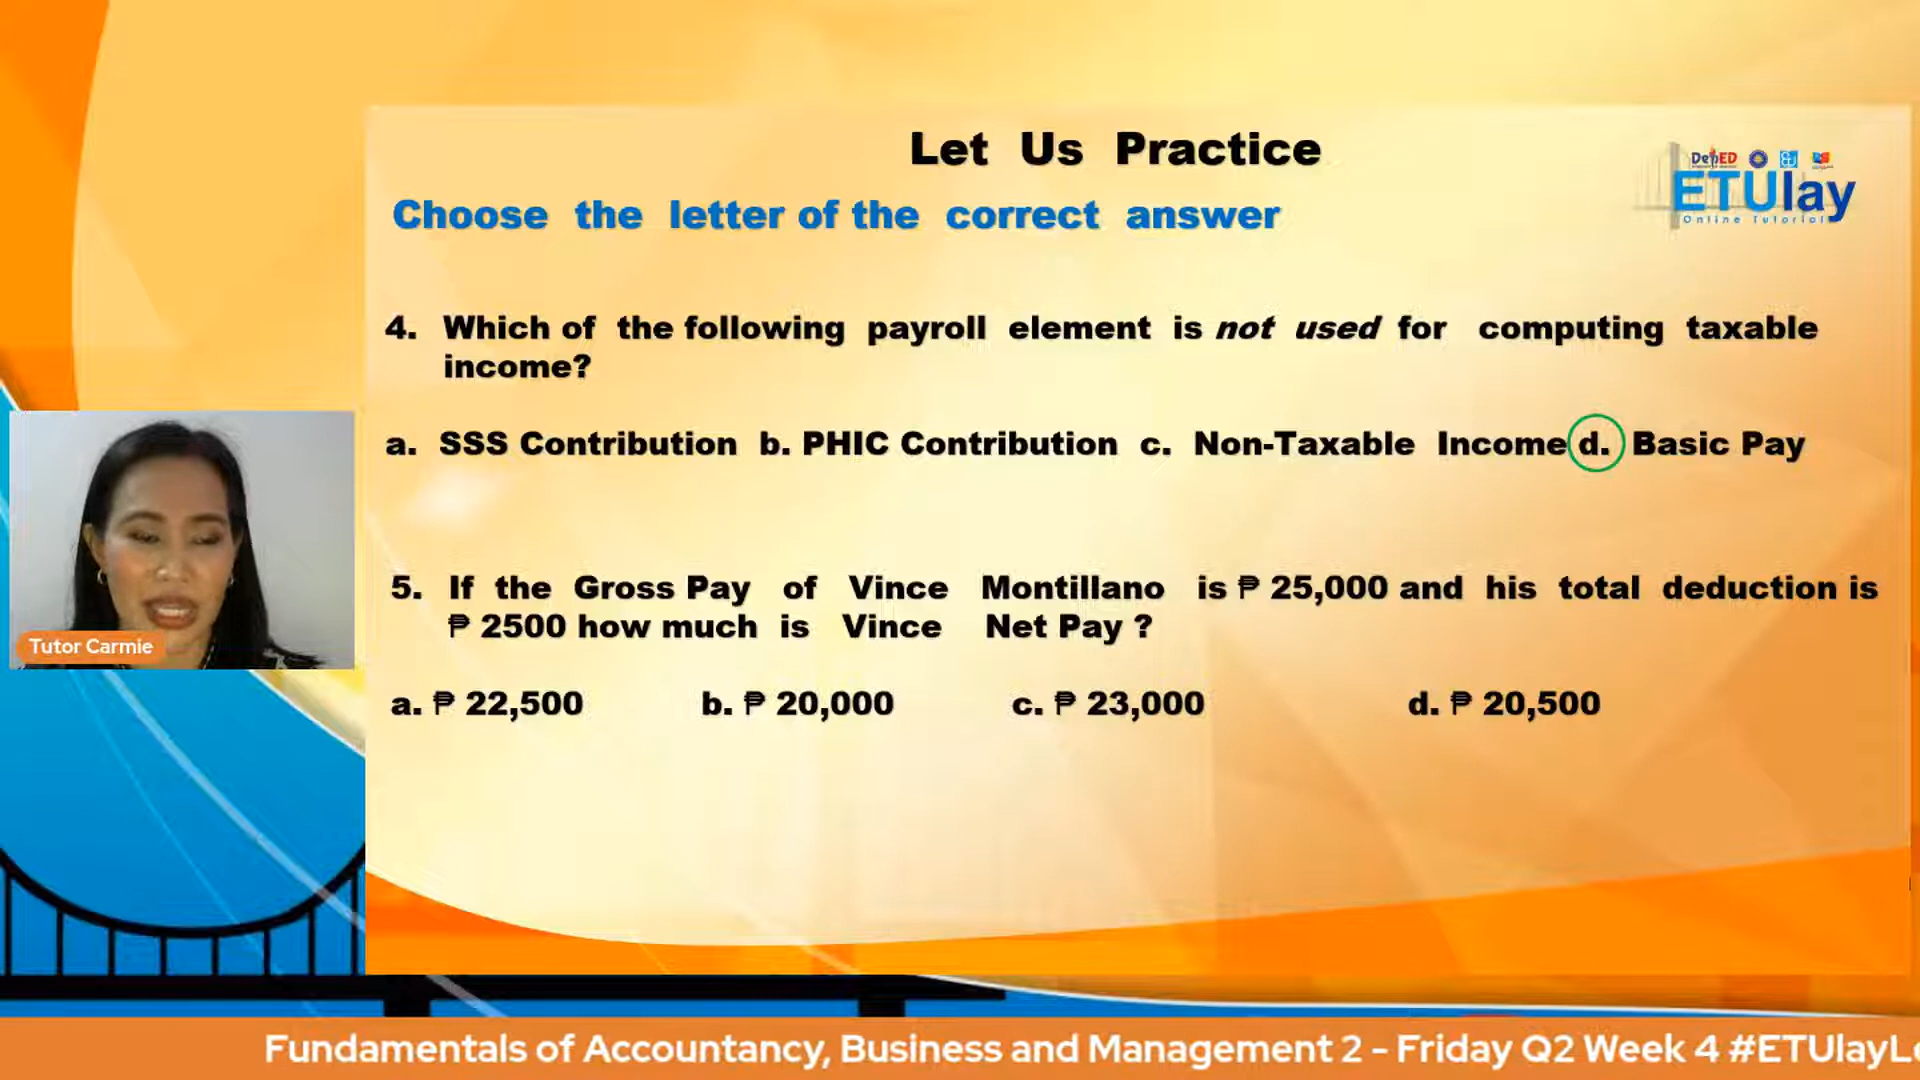 Let Us Practice
DepED
ETUlay
Online Tutorial
Choose the letter of the correct answer
4. Which of the following payroll element is not used for computing taxable
income?
a. SSS Contribution b. PHIC Contribution c. Non-Taxable Income d. Basic Pay
5. If the Gross Pay of Vince Montillano is ₱ 25,000 and his total deduction is
₱ 2500 how much is Vince Net Pay ?
a. ₱ 22,500 b. ₱ 20,000 c. ₱ 23,000 d. ₱ 20,500
Tutor Carmie
Fundamentals of Accountancy, Business and Management 2 - Friday Q2 Week 4 #ETUlayL